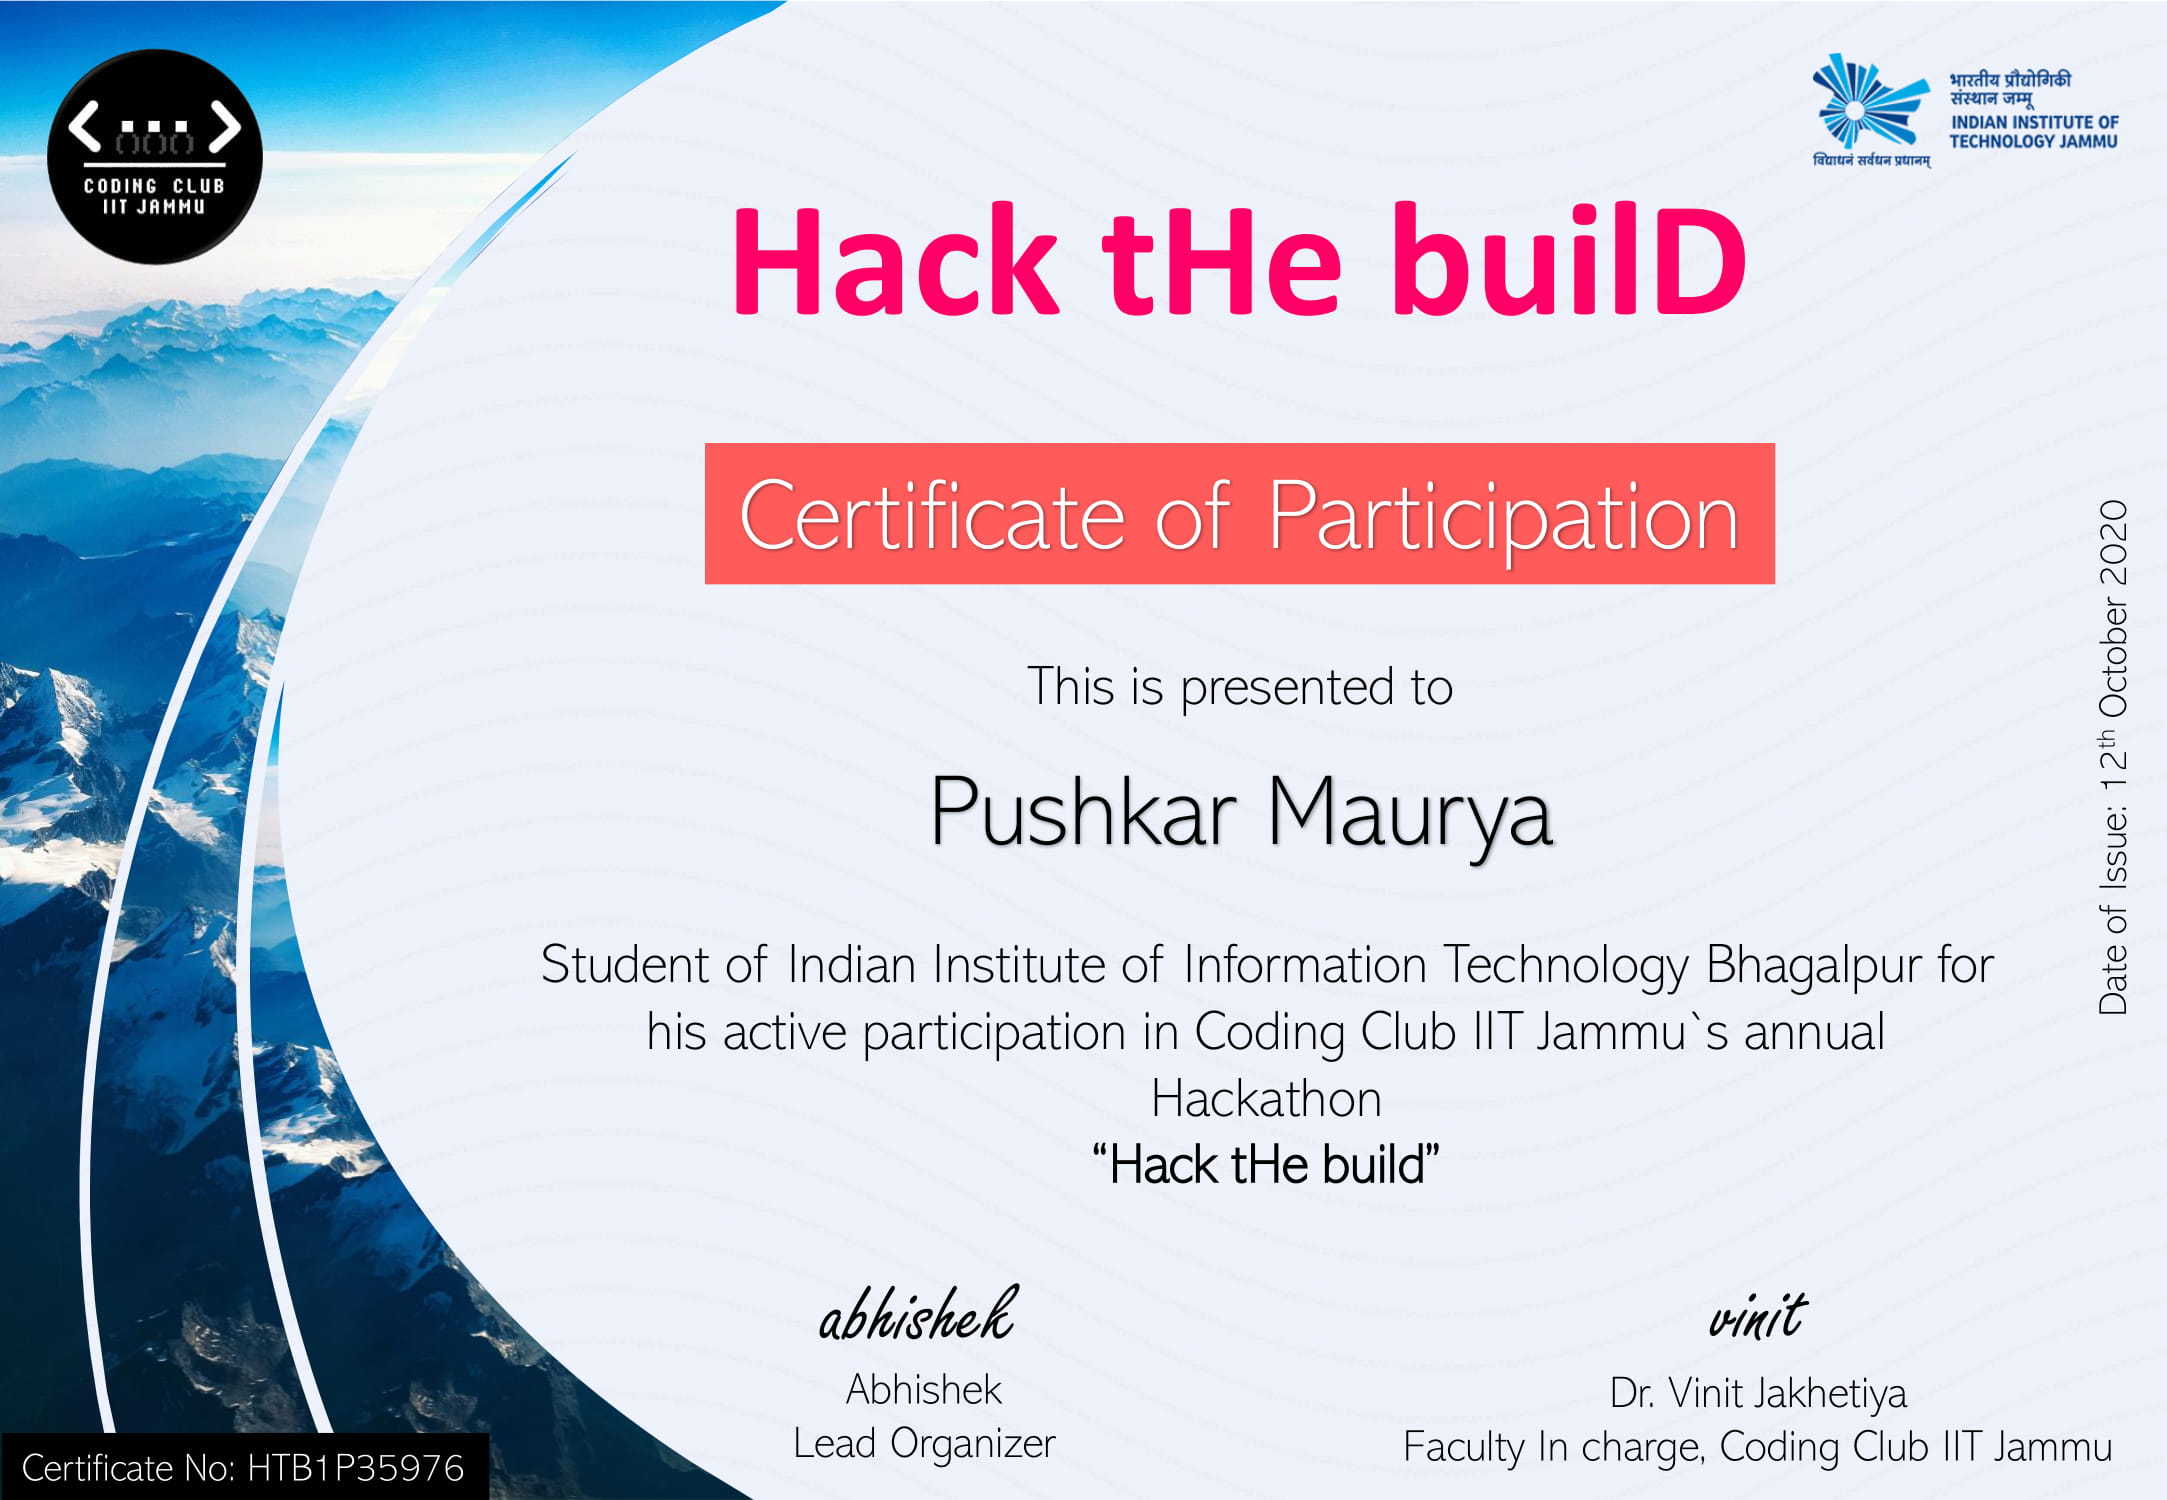 CODING CLUB
IIT JAMMU
भारतीय प्रौद्योगिकी
संस्थान जम्मू
INDIAN INSTITUTE OF
TECHNOLOGY JAMMU
विद्याधनं सर्वधन प्रधानम्
Hack tHe builD
Certificate of Participation
This is presented to
Pushkar Maurya
Student of Indian Institute of Information Technology Bhagalpur for
his active participation in Coding Club IIT Jammu`s annual
Hackathon
“Hack tHe build”
Date of Issue: 12th October 2020
abhishek
Abhishek
Lead Organizer
vinit
Dr. Vinit Jakhetiya
Faculty In charge, Coding Club IIT Jammu
Certificate No: HTB1P35976